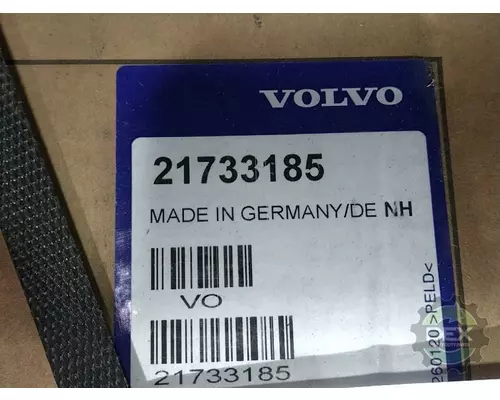 VOLVO
21733185
MADE IN GERMANY/DE NH
VO
21733185
260120 >PELD<